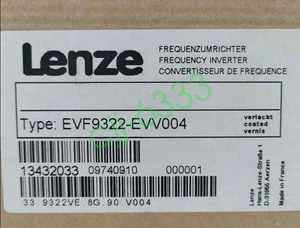 Lenze
FREQUENZUMRICHTER
FREQUENCY INVERTER
CONVERTISSEUR DE FREQUENCE
Type: EVF9322-EVV004
verlackt
coated
vernis
13432033 09740910 000001
33 9322VE 8G 90 V004
Lenze
Hans-Lenze-Straße 1
D-31855 Aerzen
Made in France